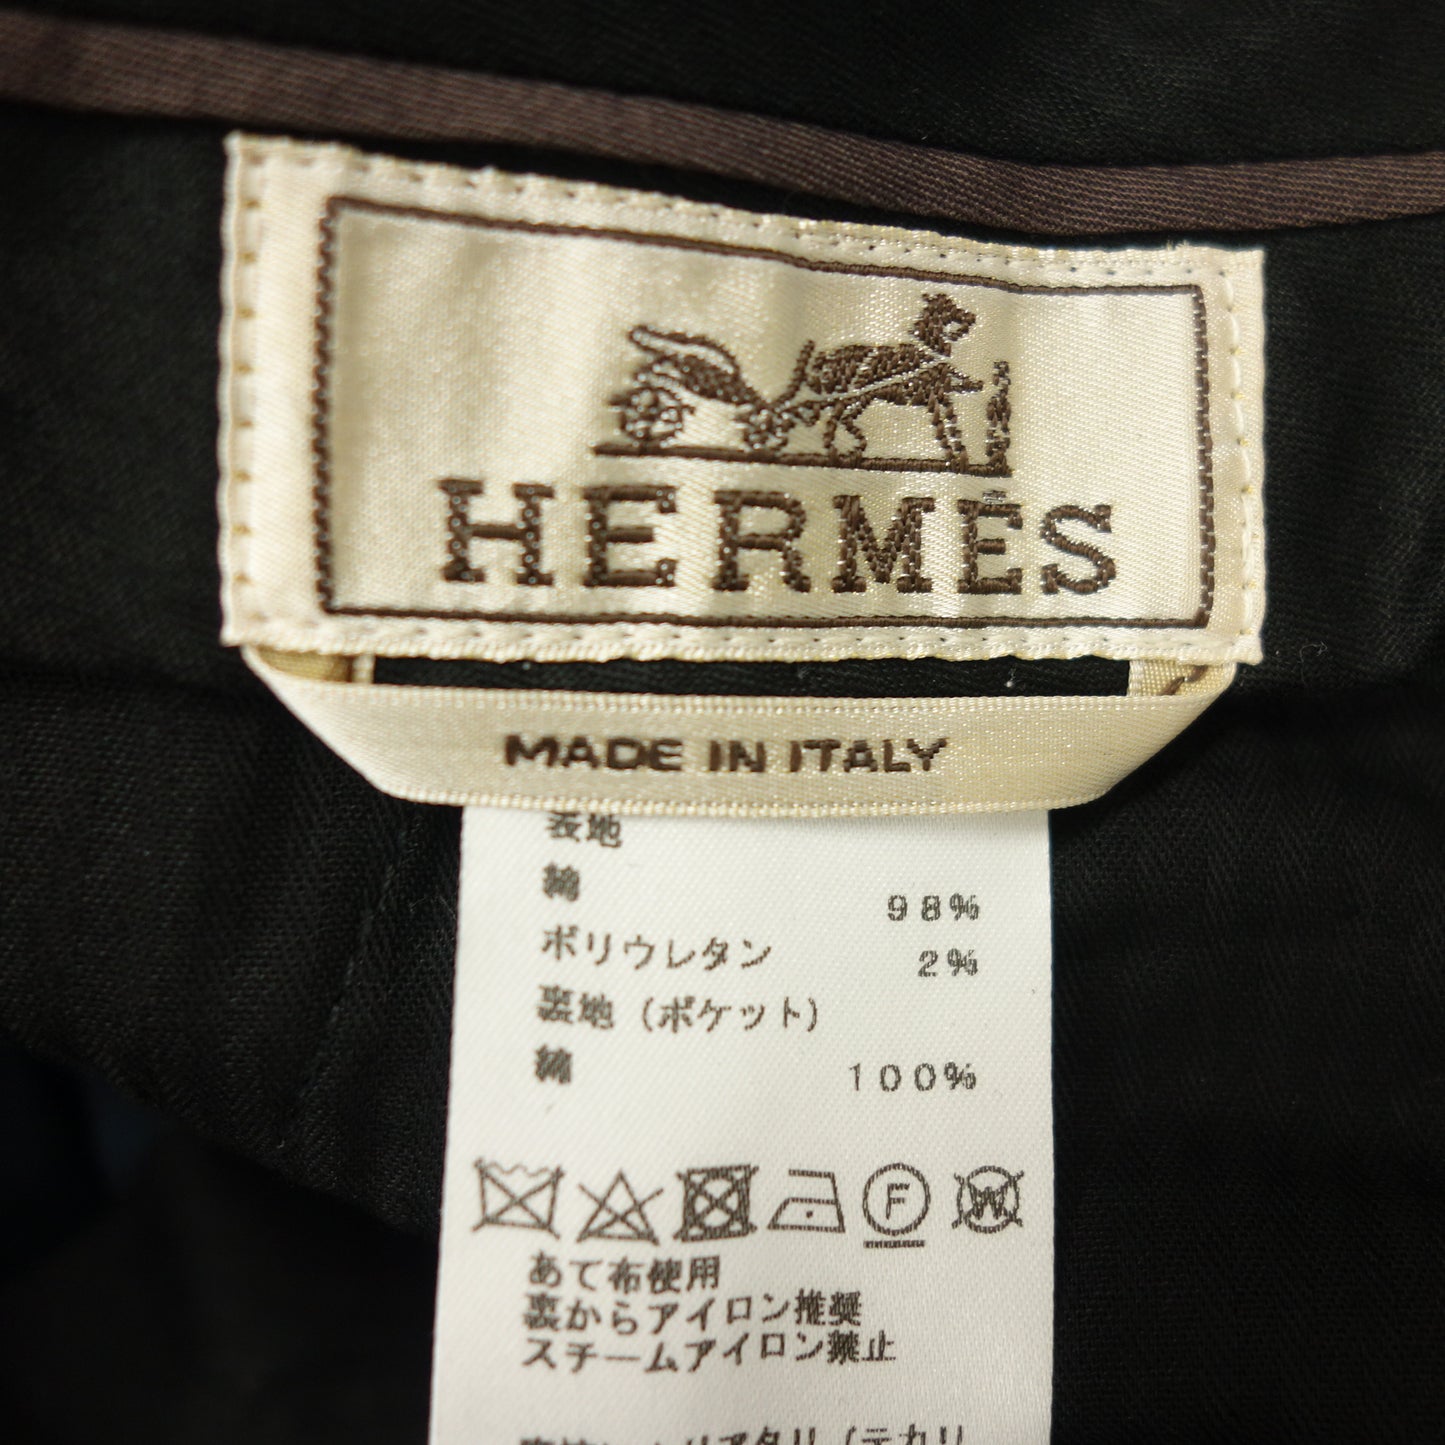 HERMES
MADE IN ITALY
表地
綿 98%
ポリウレタン 2%
裏地 (ポケット)
綿 100%
F
W
あて布使用
裏からアイロン推奨
スチームアイロン禁止